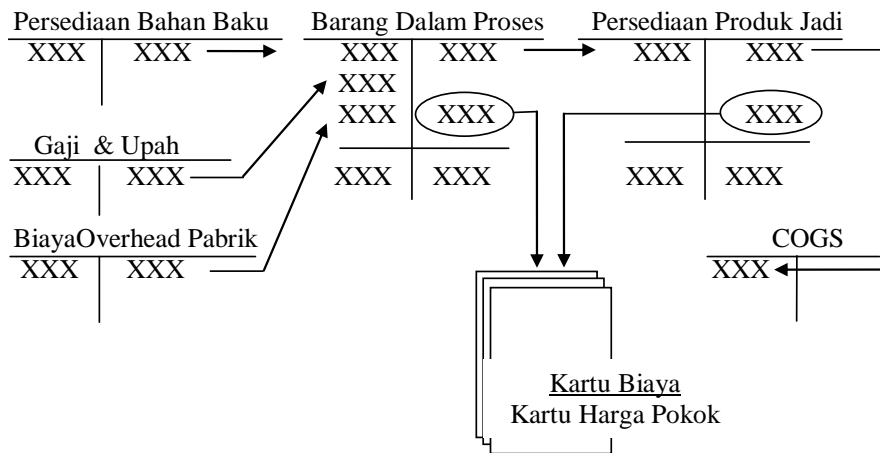 Persediaan Bahan Baku Barang Dalam Proses Persediaan Produk Jadi
XXX XXX XXX XXX XXX XXX
XXX
XXX XXX XXX
Gaji & Upah
XXX XXX XXX XXX XXX XXX
BiayaOverhead Pabrik COGS
XXX XXX XXX
Kartu Biaya
Kartu Harga Pokok